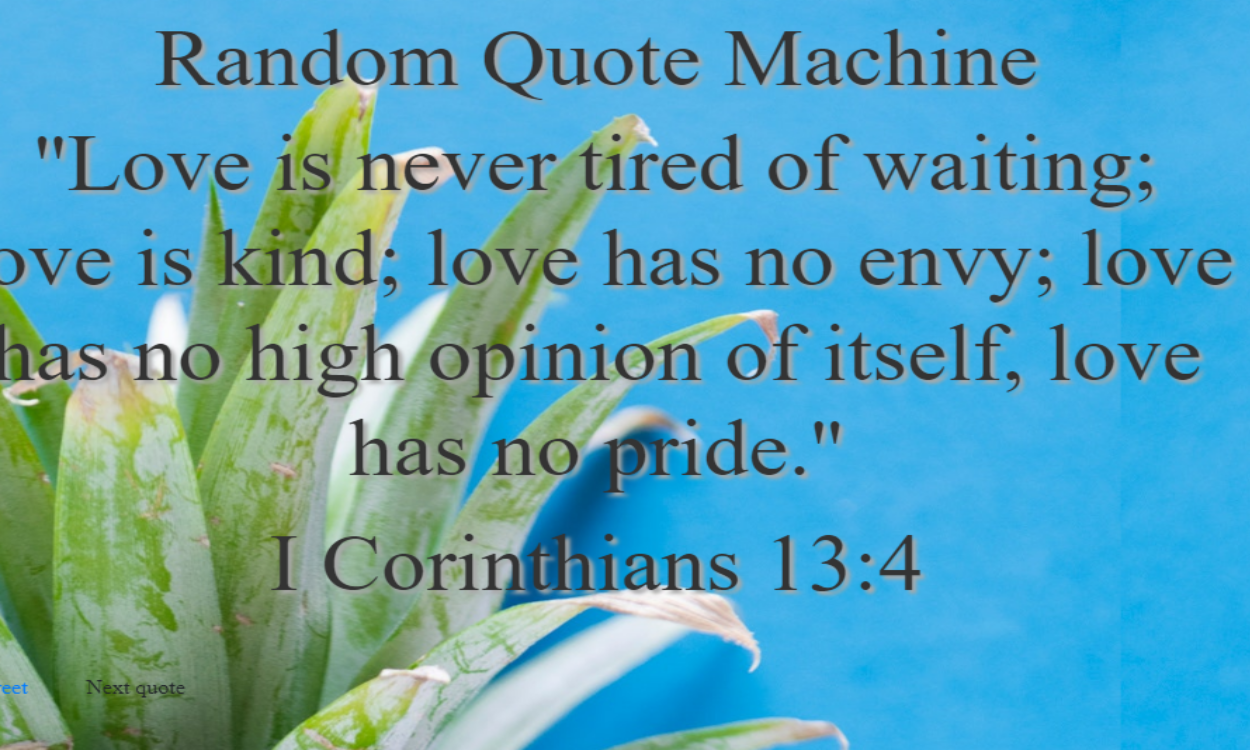 Random Quote Machine
"Love is never tired of waiting;
ove is kind; love has no envy; love
has no high opinion of itself, love
has no pride."
I Corinthians 13:4
eet Next quote